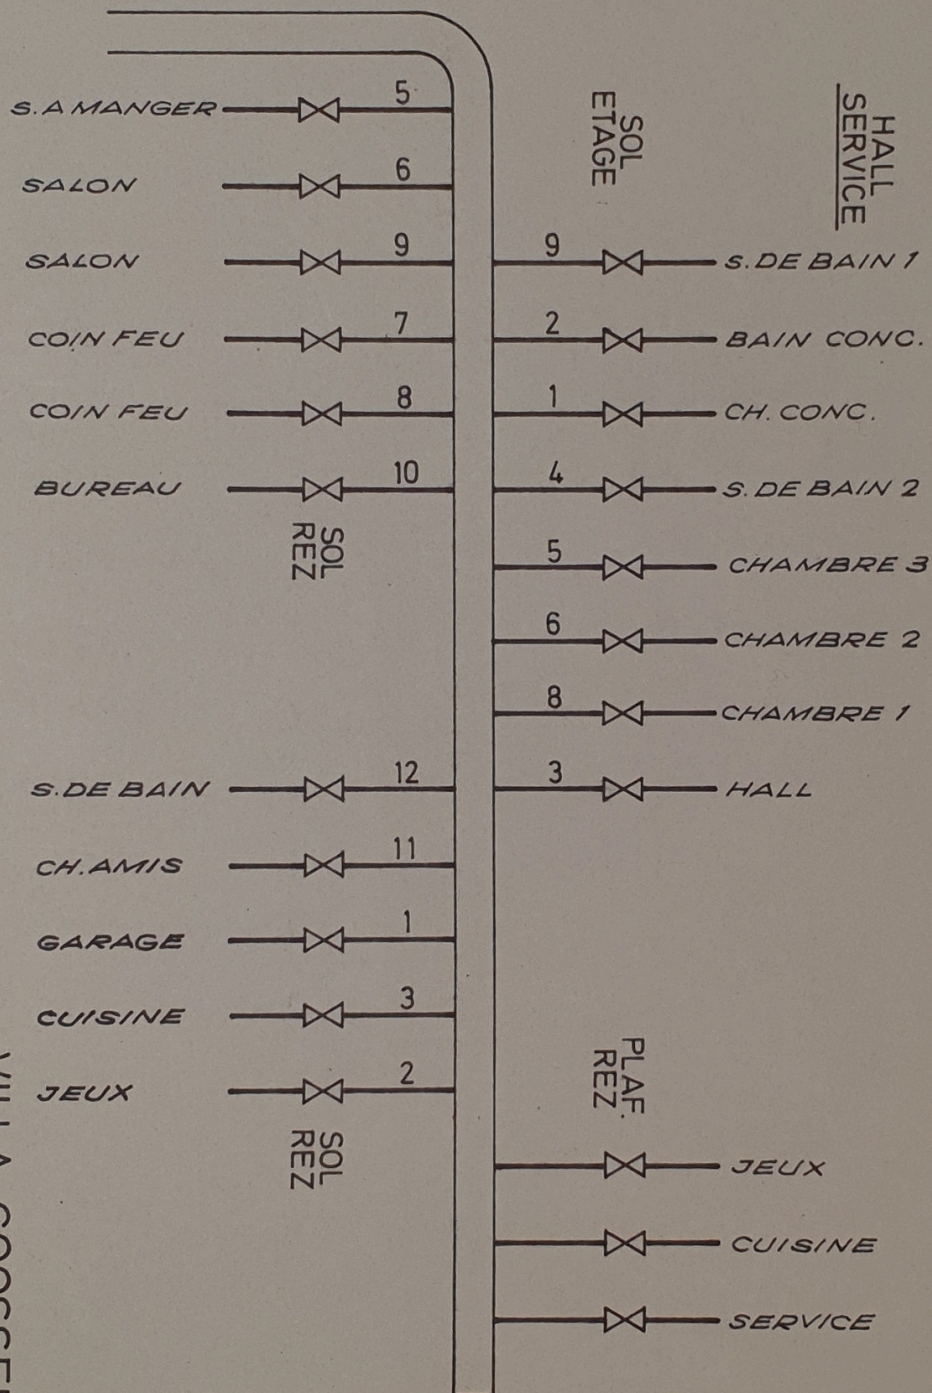 HALL
SERVICE
SOL
ETAGE
S.A MANGER 5
SALON 6
SALON 9
COIN FEU 7
COIN FEU 8
BUREAU 10
SOL
REZ
S.DE BAIN 12
CH.AMIS 11
GARAGE 1
CUISINE 3
JEUX 2
SOL
REZ
9 S.DE BAIN 1
2 BAIN CONC.
1 CH.CONC.
4 S.DE BAIN 2
5 CHAMBRE 3
6 CHAMBRE 2
8 CHAMBRE 1
3 HALL
PLAF.
REZ
JEUX
CUISINE
SERVICE
VILLA